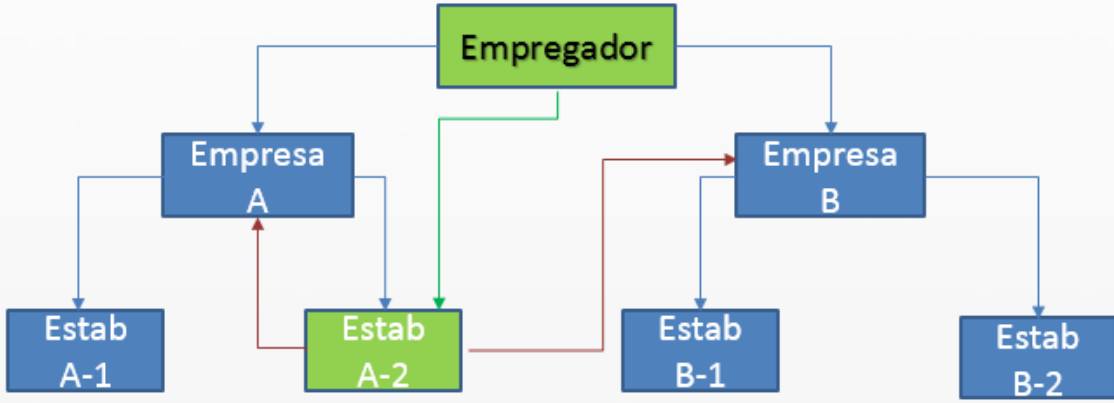 Empregador
Empresa
A
Empresa
B
Estab
A-1
Estab
A-2
Estab
B-1
Estab
B-2